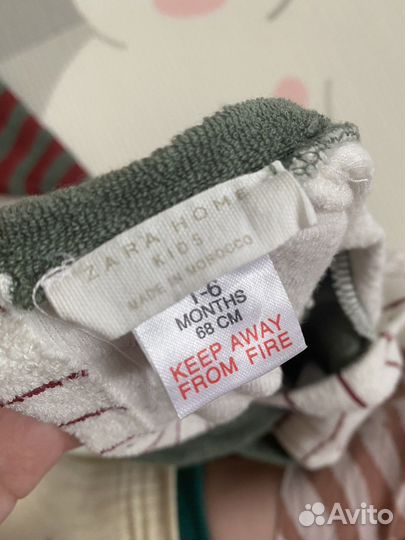 ZARA HOME
KIDS
MADE IN MOROCCO
1-6
MONTHS
68 CM
KEEP AWAY
FROM FIRE
Avito